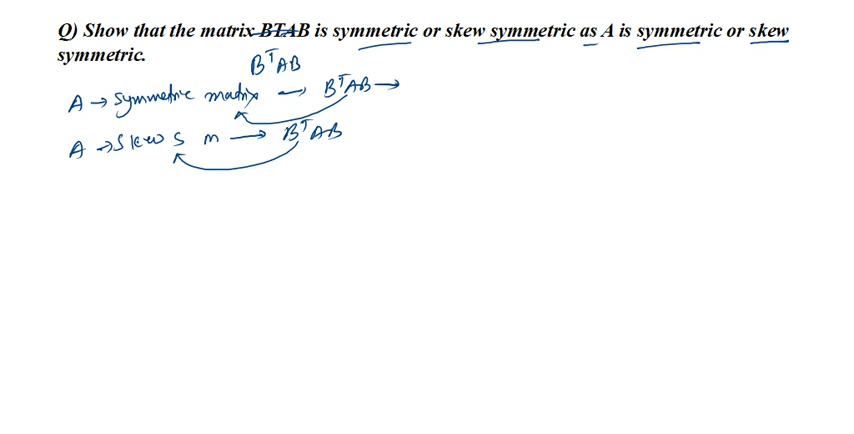 Q) Show that the matrix BTAB is symmetric or skew symmetric as A is symmetric or skew
symmetric.
BᵀAB
A → symmetric matrix → BᵀAB →
A → skew s m → BᵀAB